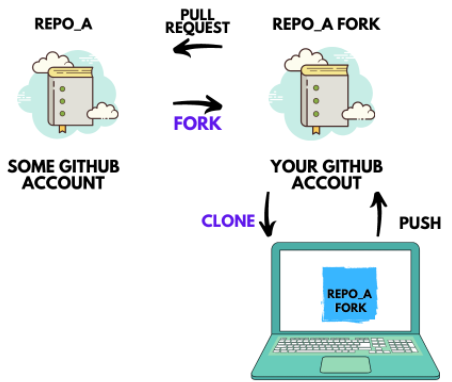 REPO_A
PULL
REQUEST
REPO_A FORK
FORK
SOME GITHUB
ACCOUNT
YOUR GITHUB
ACCOUT
CLONE
PUSH
REPO_A
FORK